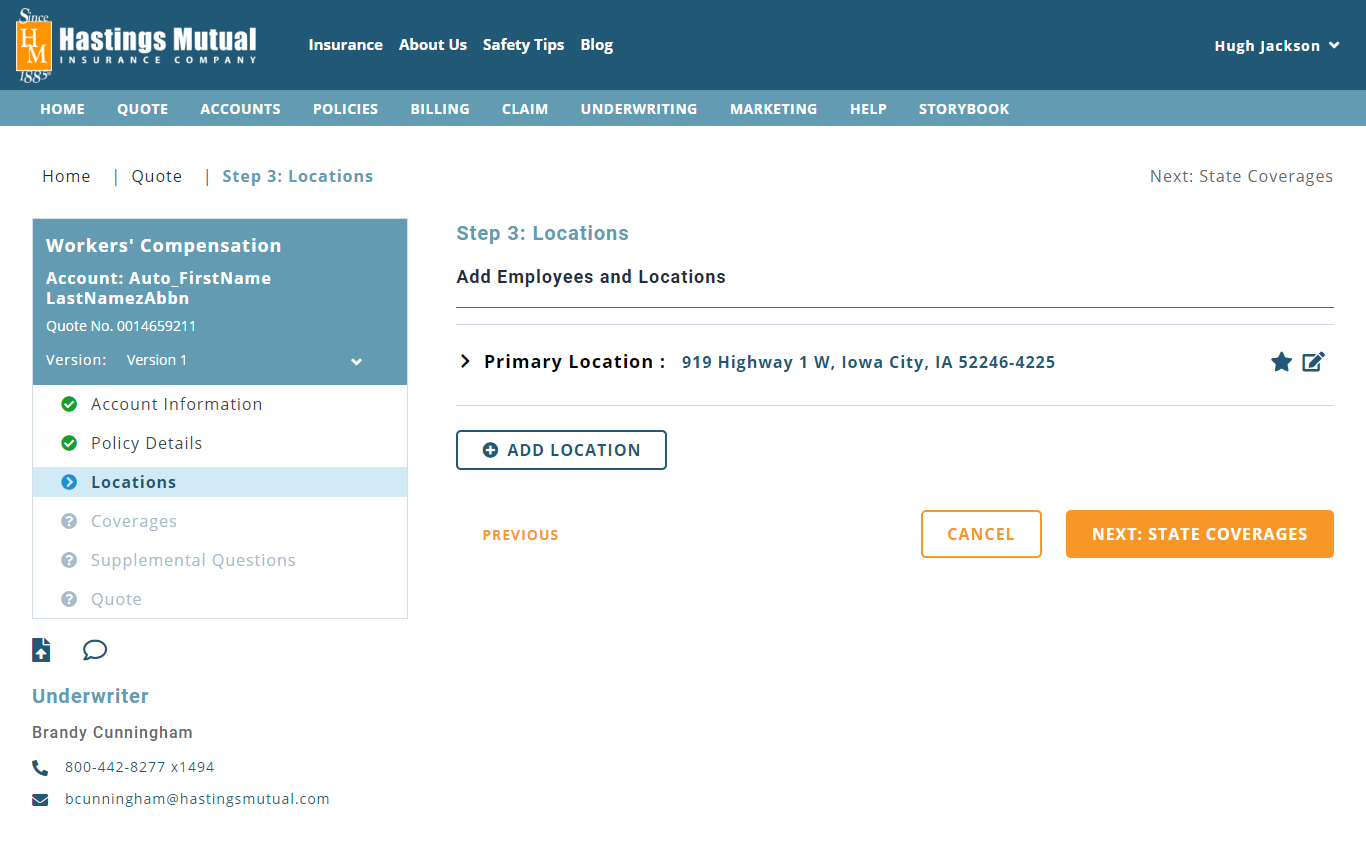 Since
HM
1885
Hastings Mutual
INSURANCE COMPANY
Insurance About Us Safety Tips Blog
Hugh Jackson
HOME QUOTE ACCOUNTS POLICIES BILLING CLAIM UNDERWRITING MARKETING HELP STORYBOOK
Home | Quote | Step 3: Locations
Next: State Coverages
Workers' Compensation
Account: Auto_FirstName
LastNamezAbbn
Quote No. 0014659211
Version: Version 1
Account Information
Policy Details
Locations
Coverages
Supplemental Questions
Quote
Underwriter
Brandy Cunningham
800-442-8277 x1494
bcunningham@hastingsmutual.com
Step 3: Locations
Add Employees and Locations
Primary Location : 919 Highway 1 W, Iowa City, IA 52246-4225
ADD LOCATION
PREVIOUS
CANCEL
NEXT: STATE COVERAGES